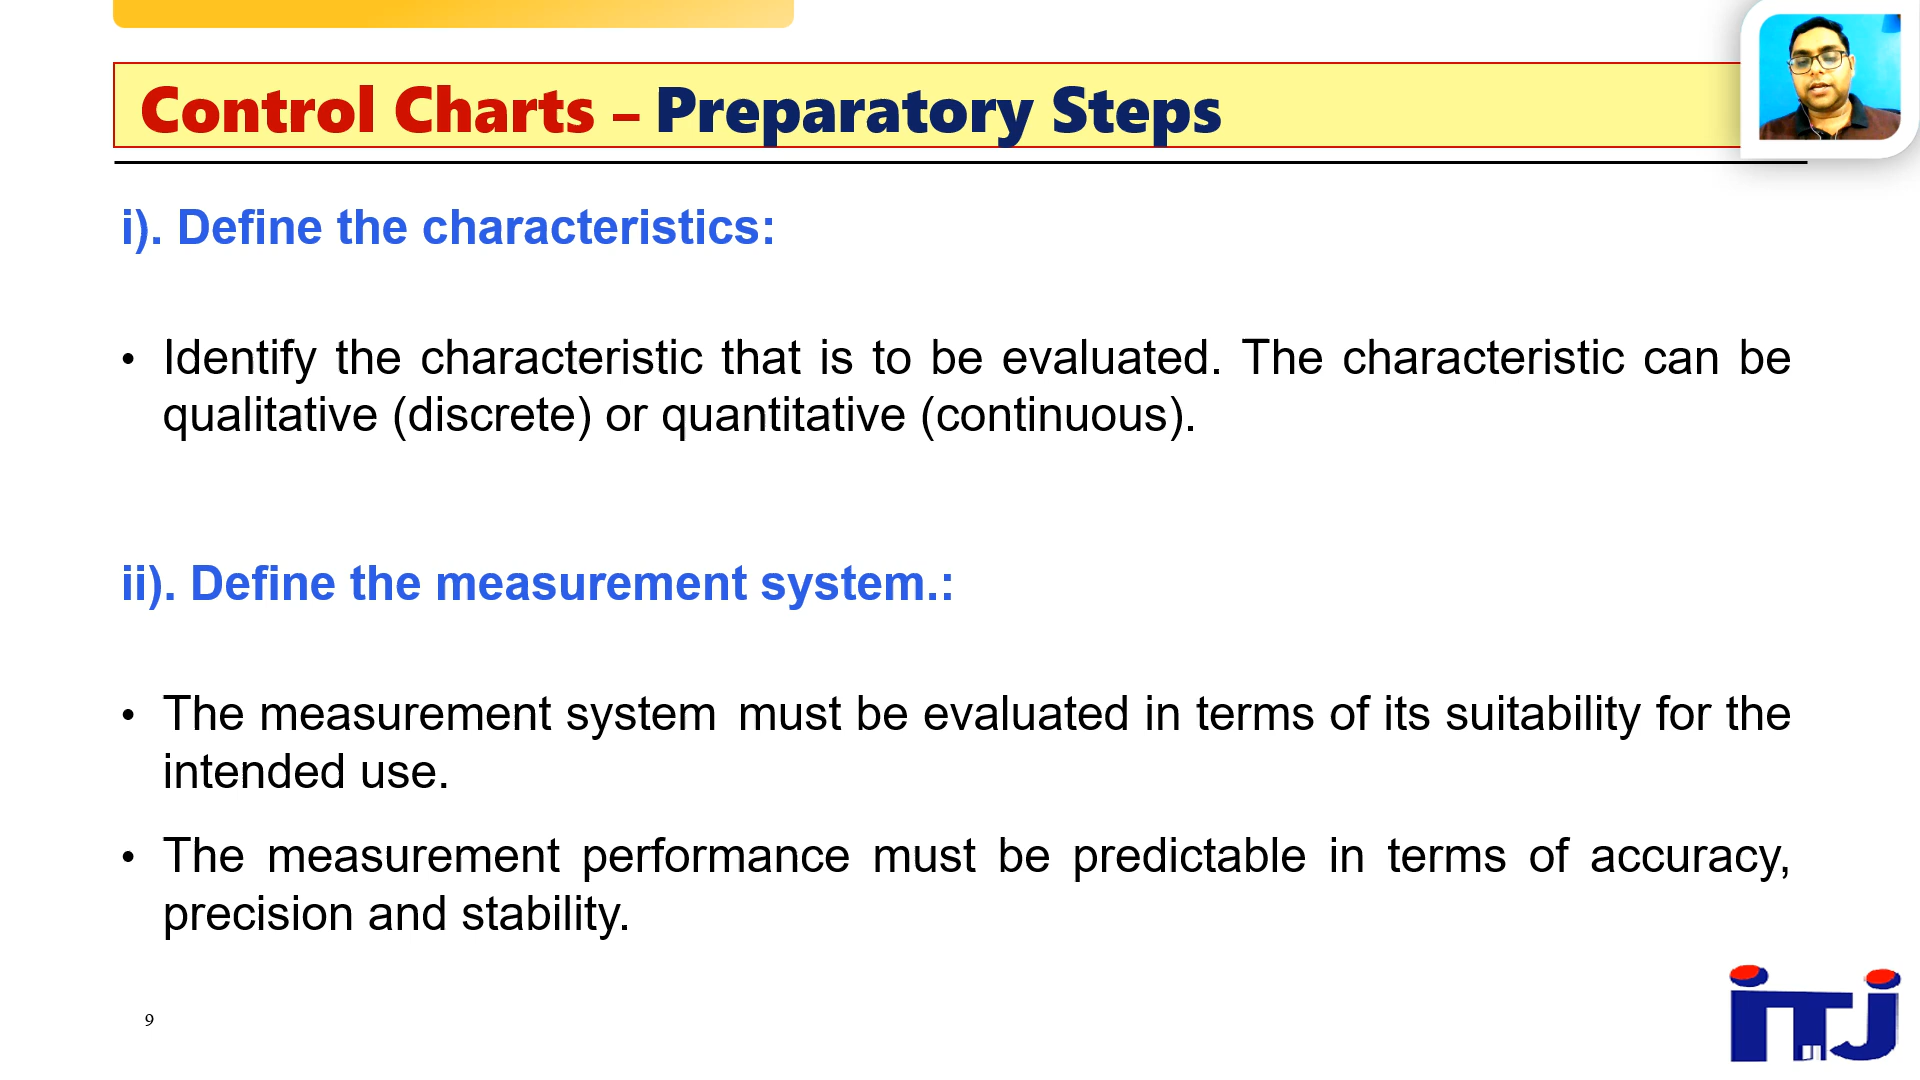 Control Charts – Preparatory Steps
i). Define the characteristics:
• Identify the characteristic that is to be evaluated. The characteristic can be
qualitative (discrete) or quantitative (continuous).
ii). Define the measurement system.:
• The measurement system must be evaluated in terms of its suitability for the
intended use.
• The measurement performance must be predictable in terms of accuracy,
precision and stability.
9
iTJ